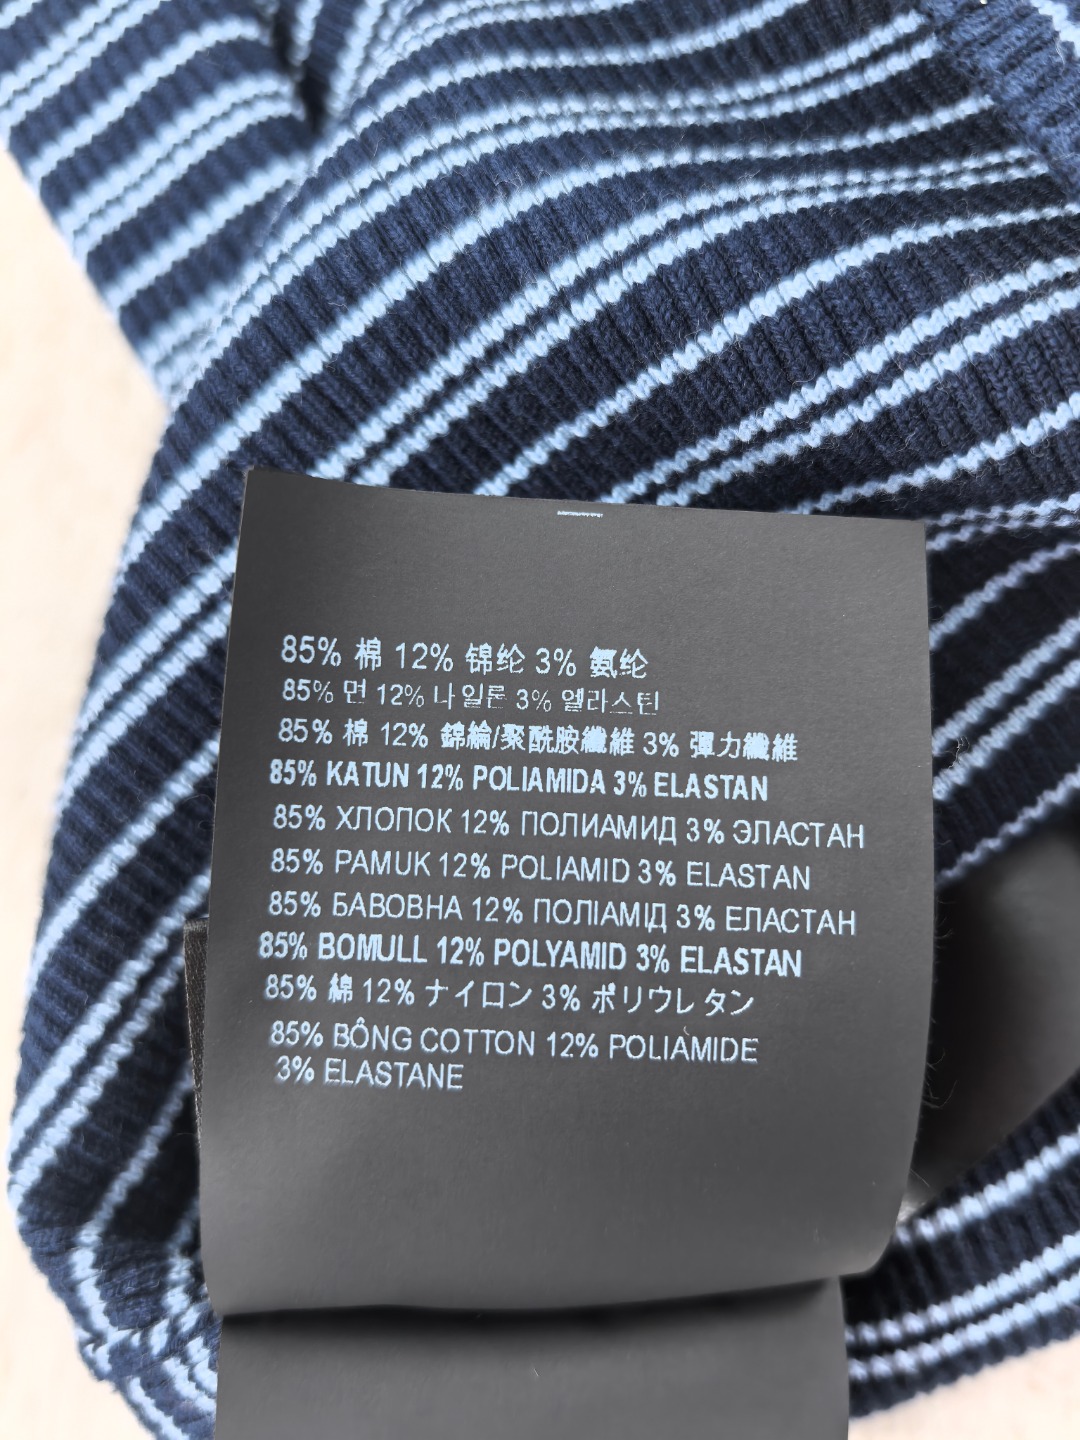 85% 棉 12% 锦纶 3% 氨纶
85% 면 12% 나일론 3% 엘라스틴
85% 棉 12% 錦綸/聚酰胺纖維 3% 彈力纖維
85% KATUN 12% POLIAMIDA 3% ELASTAN
85% ХЛОПОК 12% ПОЛИАМИД 3% ЭЛАСТАН
85% PAMUK 12% POLIAMID 3% ELASTAN
85% БАВОВНА 12% ПОЛІАМІД 3% ЕЛАСТАН
85% BOMULL 12% POLYAMID 3% ELASTAN
85% 綿 12% ナイロン 3% ポリウレタン
85% BÔNG COTTON 12% POLIAMIDE
3% ELASTANE